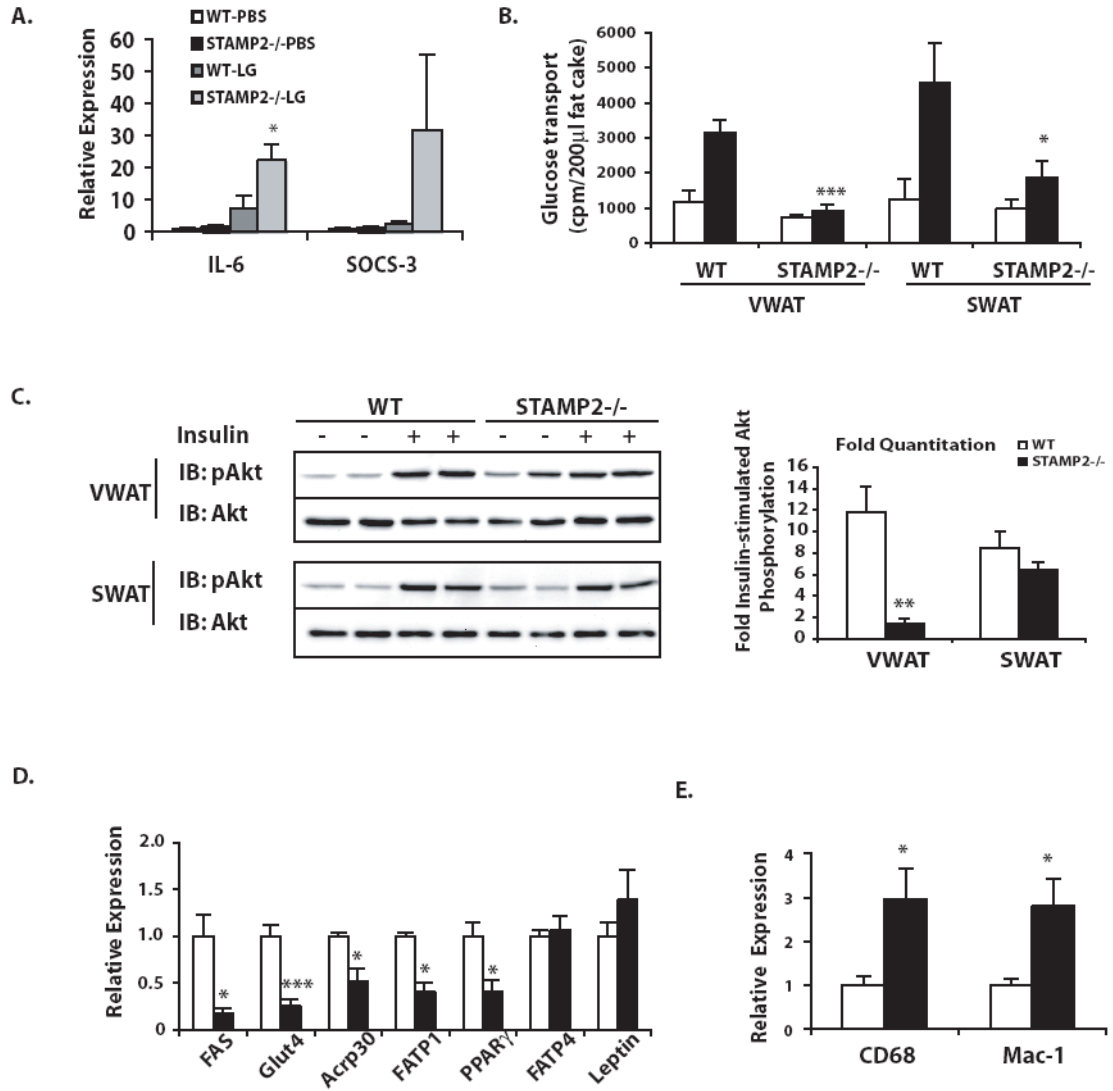 A.
WT-PBS
STAMP2-/-PBS
WT-LG
STAMP2-/-LG
Relative Expression
60
50
40
30
20
10
0
*
IL-6
SOCS-3
B.
Glucose transport
(cpm/200μl fat cake)
6000
5000
4000
3000
2000
1000
0
***
*
WT
STAMP2-/-
WT
STAMP2-/-
VWAT
SWAT
C.
WT
STAMP2-/-
Insulin
- - + + - - + +
VWAT
IB: pAkt
IB: Akt
SWAT
IB: pAkt
IB: Akt
Fold Quantitation
WT
STAMP2-/-
Fold Insulin-stimulated Akt
Phosphorylation
16
14
12
10
8
6
4
2
0
**
VWAT
SWAT
D.
Relative Expression
2.0
1.5
1.0
0.5
0
*
***
*
*
*
FAS
Glut4
Acrp30
FATP1
PPARγ
FATP4
Leptin
E.
Relative Expression
4
3
2
1
0
*
*
CD68
Mac-1